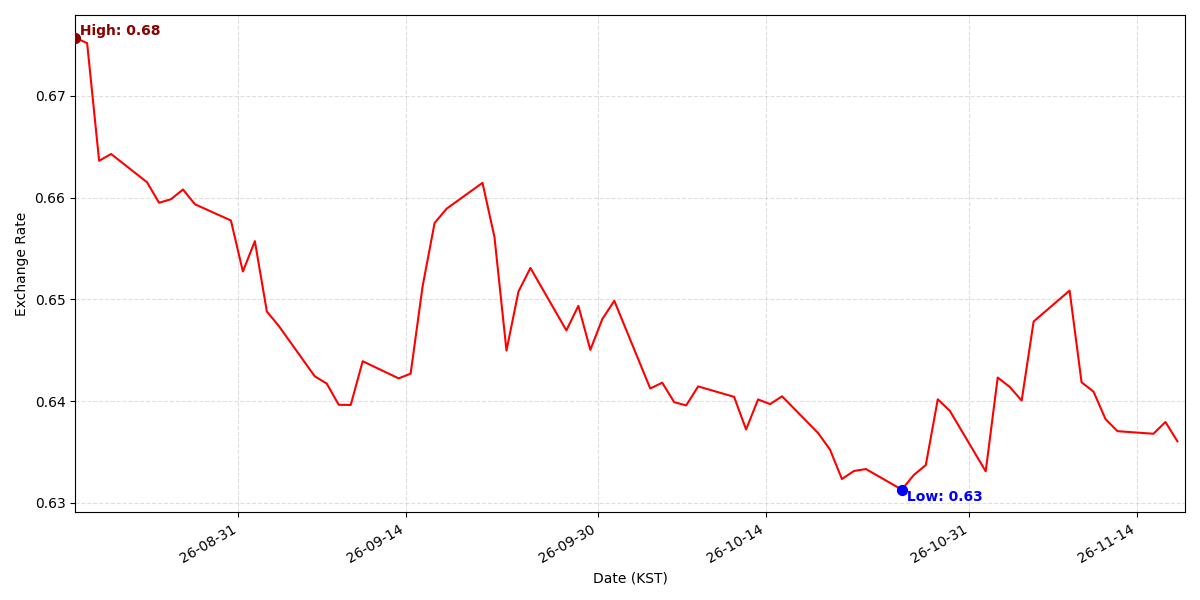 High: 0.68
0.67
0.66
0.65
0.64
0.63
Exchange Rate
Low: 0.63
26-08-31
26-09-14
26-09-30
26-10-14
26-10-31
26-11-14
Date (KST)